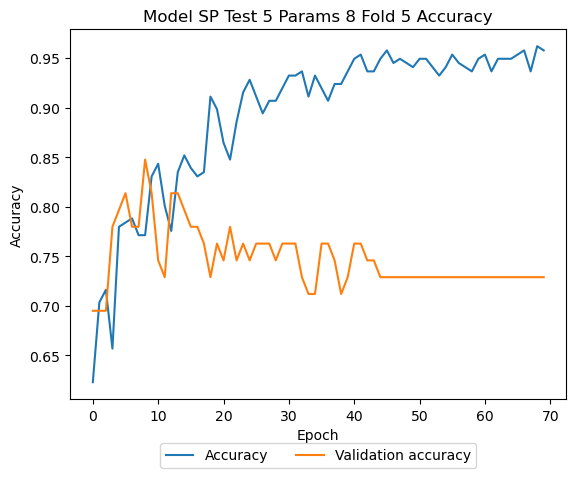 Model SP Test 5 Params 8 Fold 5 Accuracy
0.95
0.90
0.85
0.80
0.75
0.70
0.65
Accuracy
0 10 20 30 40 50 60 70
Epoch
Accuracy Validation accuracy